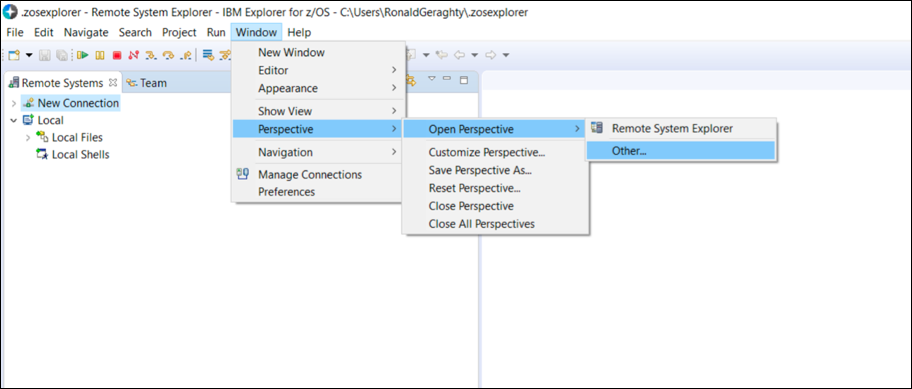 .zosexplorer - Remote System Explorer - IBM Explorer for z/OS - C:\Users\RonaldGeraghty\.zosexplorer
File Edit Navigate Search Project Run Window Help
New Window
Editor
Appearance
Show View
Perspective
Navigation
Manage Connections
Preferences
Open Perspective
Customize Perspective...
Save Perspective As...
Reset Perspective...
Close Perspective
Close All Perspectives
Remote System Explorer
Other...
Remote Systems Team
New Connection
Local
Local Files
Local Shells